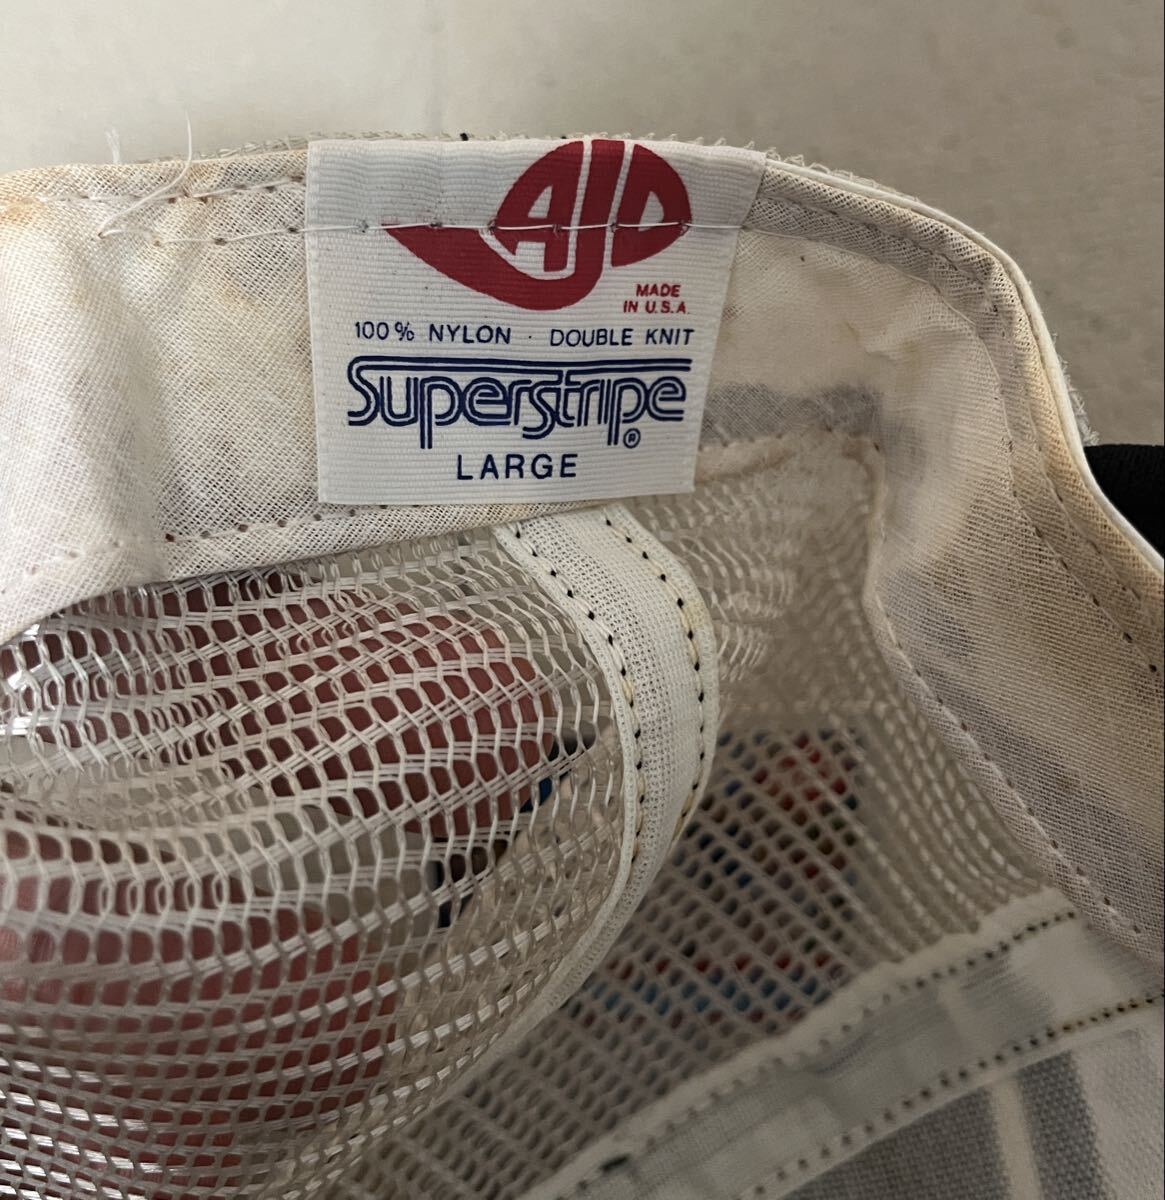 AJD
MADE
IN U.S.A.
100% NYLON · DOUBLE KNIT
Superstripe®
LARGE